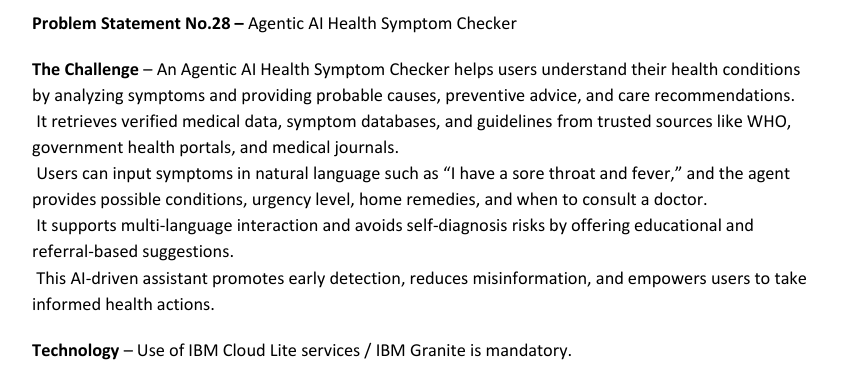 Problem Statement No.28 – Agentic AI Health Symptom Checker
The Challenge – An Agentic AI Health Symptom Checker helps users understand their health conditions
by analyzing symptoms and providing probable causes, preventive advice, and care recommendations.
It retrieves verified medical data, symptom databases, and guidelines from trusted sources like WHO,
government health portals, and medical journals.
Users can input symptoms in natural language such as “I have a sore throat and fever,” and the agent
provides possible conditions, urgency level, home remedies, and when to consult a doctor.
It supports multi-language interaction and avoids self-diagnosis risks by offering educational and
referral-based suggestions.
This AI-driven assistant promotes early detection, reduces misinformation, and empowers users to take
informed health actions.
Technology – Use of IBM Cloud Lite services / IBM Granite is mandatory.